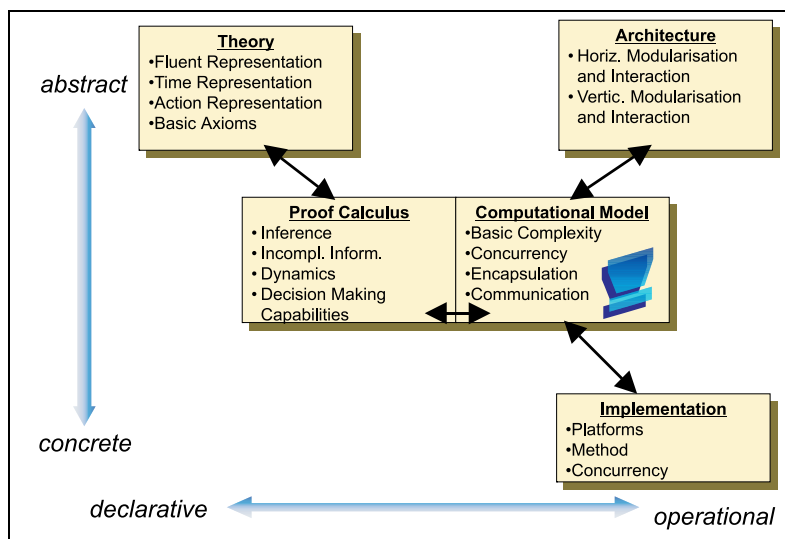 Theory
•Fluent Representation
•Time Representation
•Action Representation
•Basic Axioms
Architecture
• Horiz. Modularisation
and Interaction
• Vertic. Modularisation
and Interaction
abstract
Proof Calculus
• Inference
• Incompl. Inform.
• Dynamics
• Decision Making
Capabilities
Computational Model
•Basic Complexity
•Concurrency
•Encapsulation
•Communication
Implementation
•Platforms
•Method
•Concurrency
concrete
declarative
operational